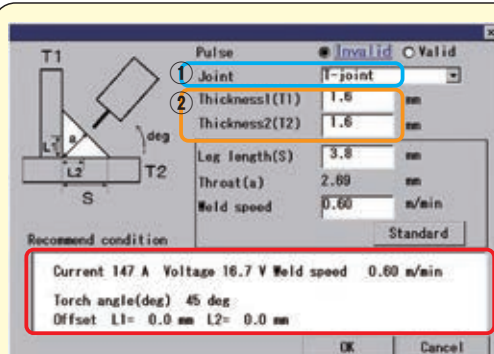 Pulse Invalid Valid
① Joint T-joint
② Thickness1(T1) 1.6 mm
Thickness2(T2) 1.6 mm
Leg length(S) 3.8 mm
Throat(a) 2.69 mm
Weld speed 0.60 m/min
Standard
T1
a
deg
L1
L2
T2
S
Recommend condition
Current 147 A Voltage 16.7 V Weld speed 0.60 m/min
Torch angle(deg) 45 deg
Offset L1= 0.0 mm L2= 0.0 mm
OK Cancel